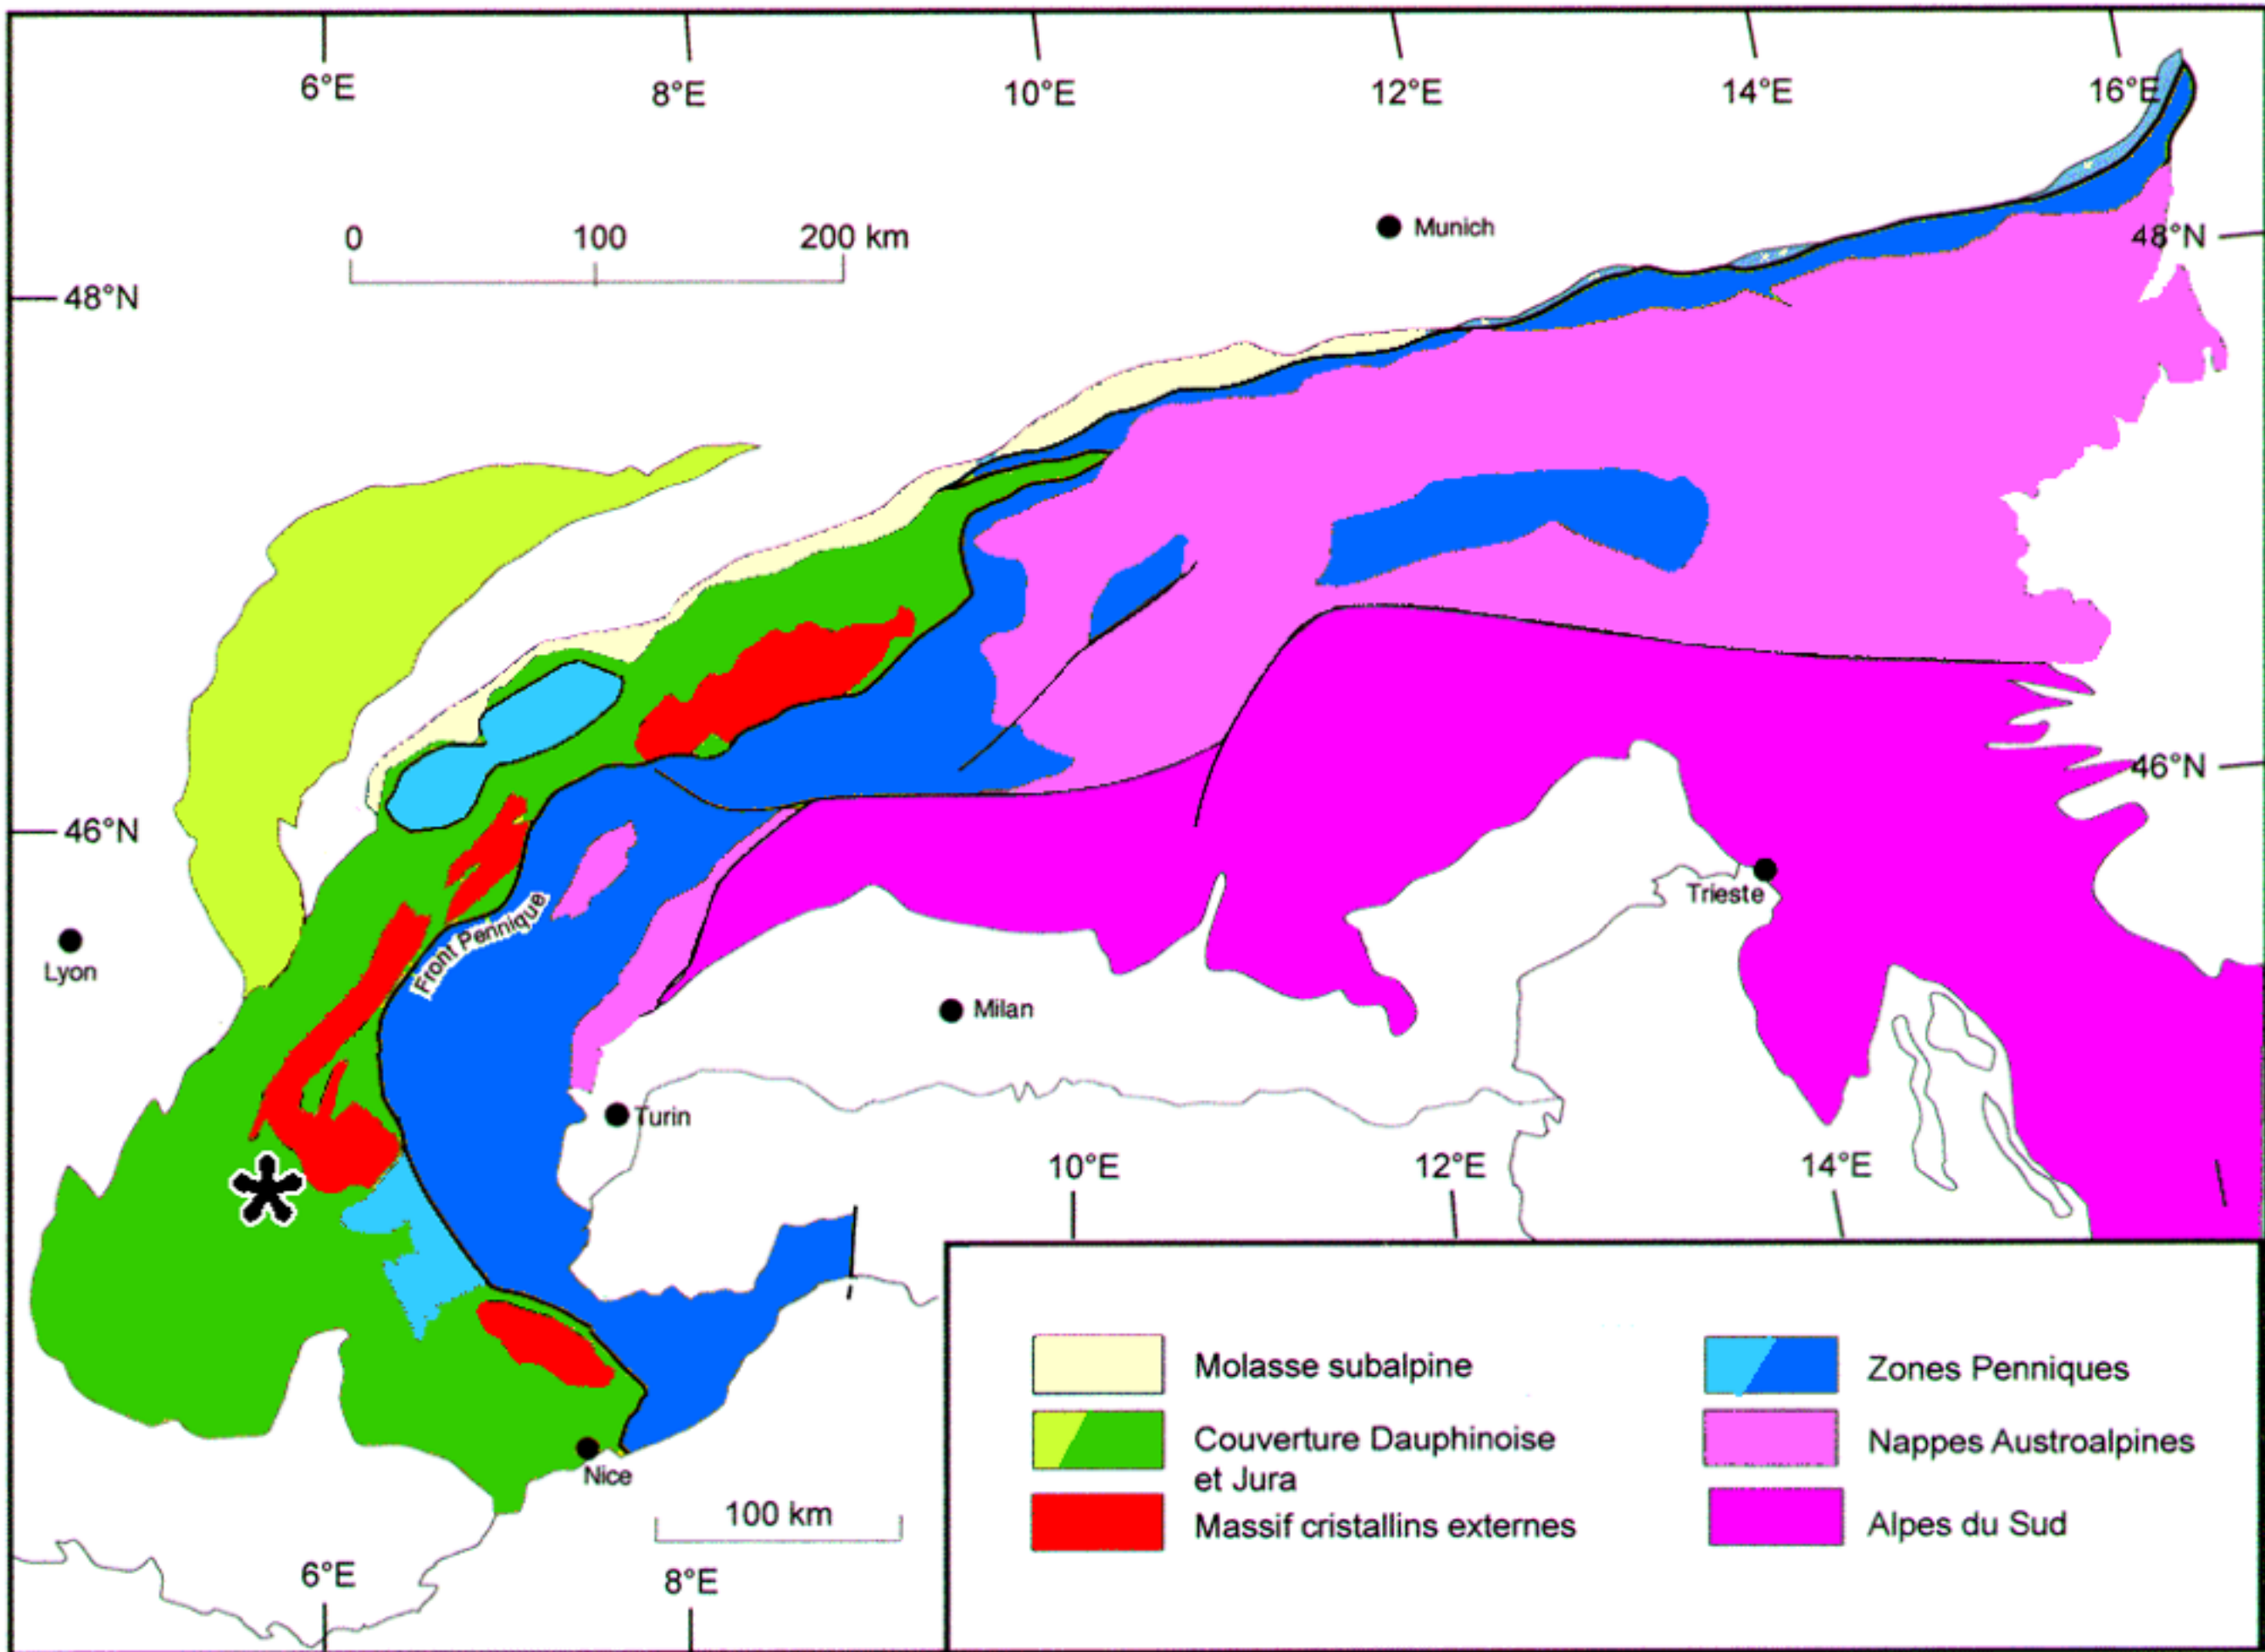 6°E
8°E
10°E
12°E
14°E
16°E
0
100
200 km
Munich
48°N
48°N
46°N
46°N
Trieste
Front Pennique
Lyon
Milan
Turin
10°E
12°E
14°E
Nice
100 km
6°E
8°E
Molasse subalpine
Couverture Dauphinoise
et Jura
Massif cristallins externes
Zones Penniques
Nappes Austroalpines
Alpes du Sud